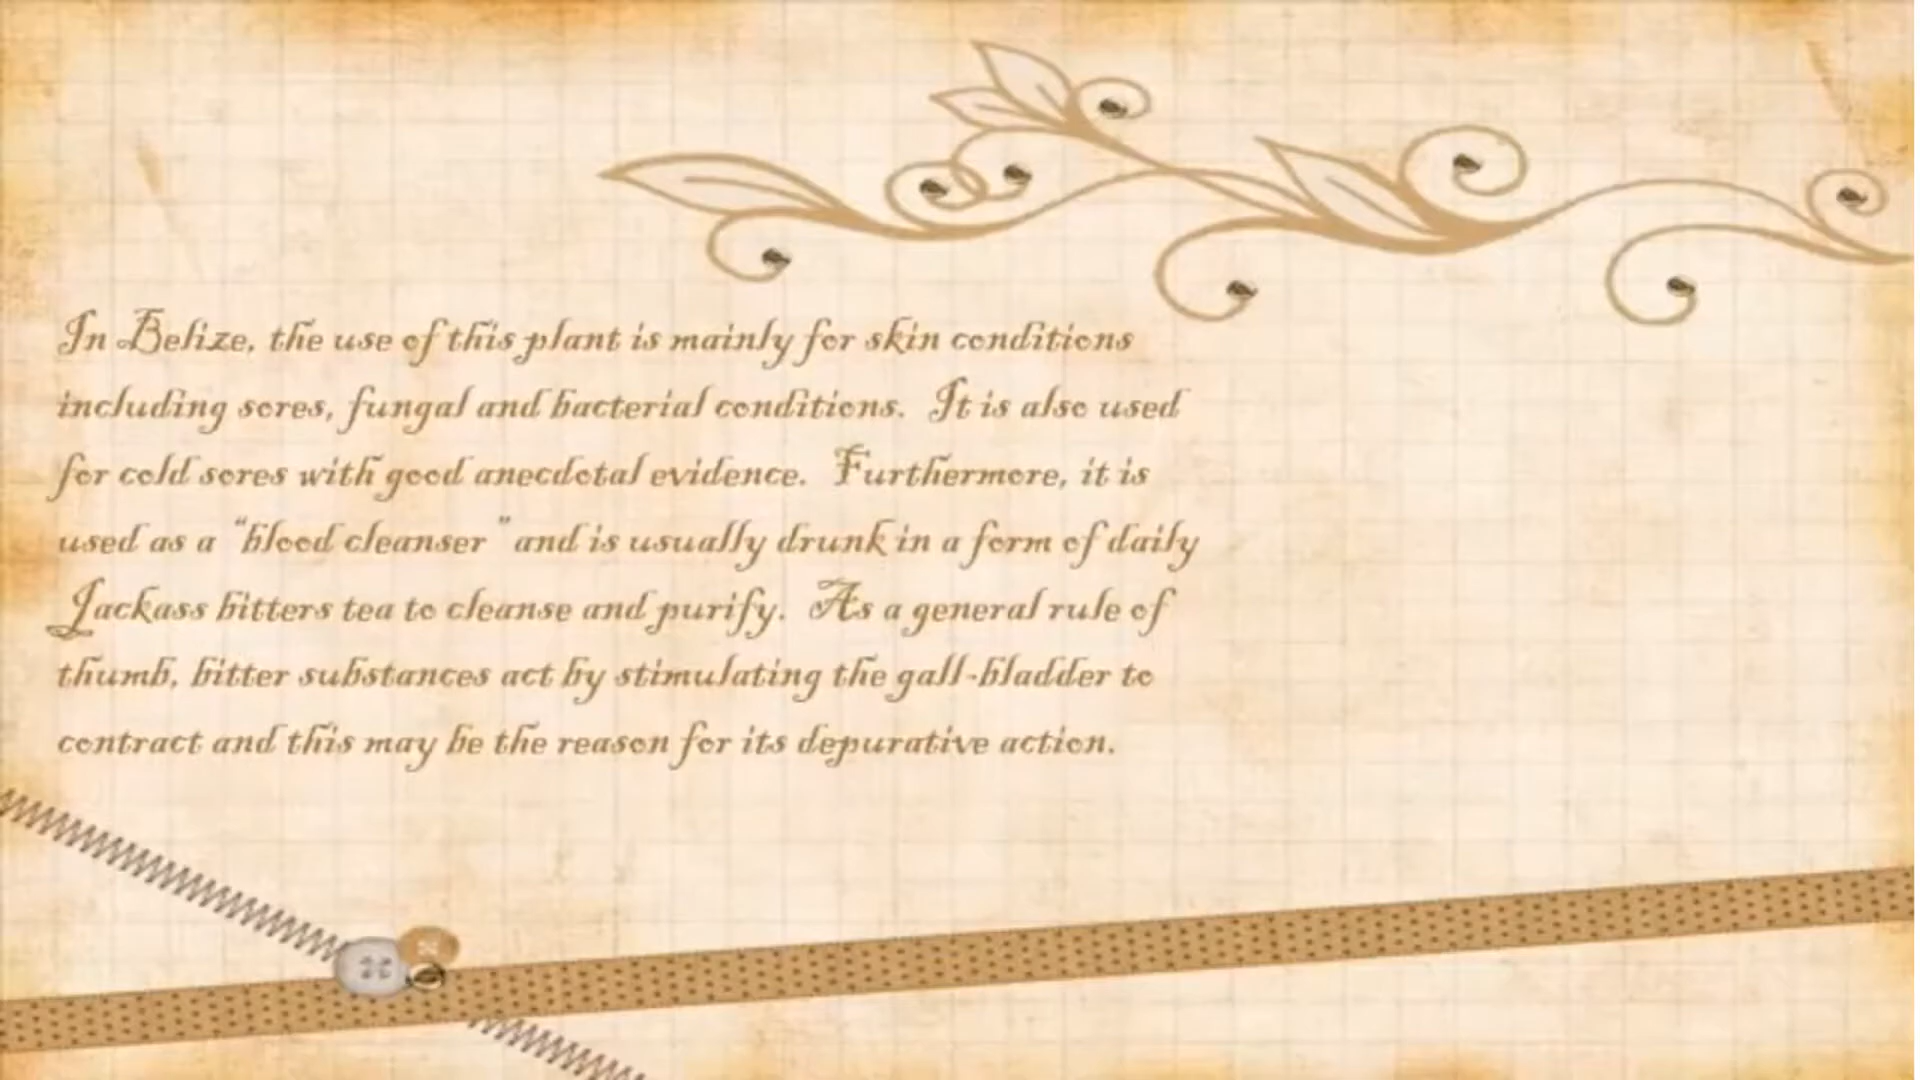 In Belize, the use of this plant is mainly for skin conditions
including sores, fungal and bacterial conditions. It is also used
for cold sores with good anecdotal evidence. Furthermore, it is
used as a "blood cleanser" and is usually drunk in a form of daily
Jackass bitters tea to cleanse and purify. As a general rule of
thumb, bitter substances act by stimulating the gall-bladder to
contract and this may be the reason for its depurative action.